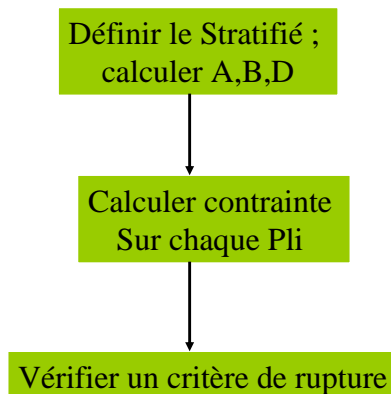 Définir le Stratifié ;
calculer A,B,D
Calculer contrainte
Sur chaque Pli
Vérifier un critère de rupture